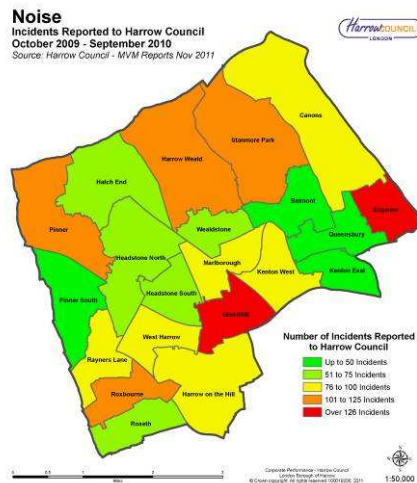 Noise
Incidents Reported to Harrow Council
October 2009 - September 2010
Source: Harrow Council - MVM Reports Nov 2011
HarrowCOUNCIL
LONDON
Canons
Stanmore Park
Harrow Weald
Hatch End
Edgware
Belmont
Pinner
Wealdstone
Queensbury
Headstone North
Marlborough
Kenton West
Kenton East
Pinner South
Headstone South
Greenhill
West Harrow
Rayners Lane
Roxbourne
Harrow on the Hill
Roxeth
Number of Incidents Reported
to Harrow Council
Up to 50 Incidents
51 to 75 Incidents
76 to 100 Incidents
101 to 125 Incidents
Over 126 Incidents
Miles
Corporate Performance - Harrow Council
London Borough of Harrow
1:50,000